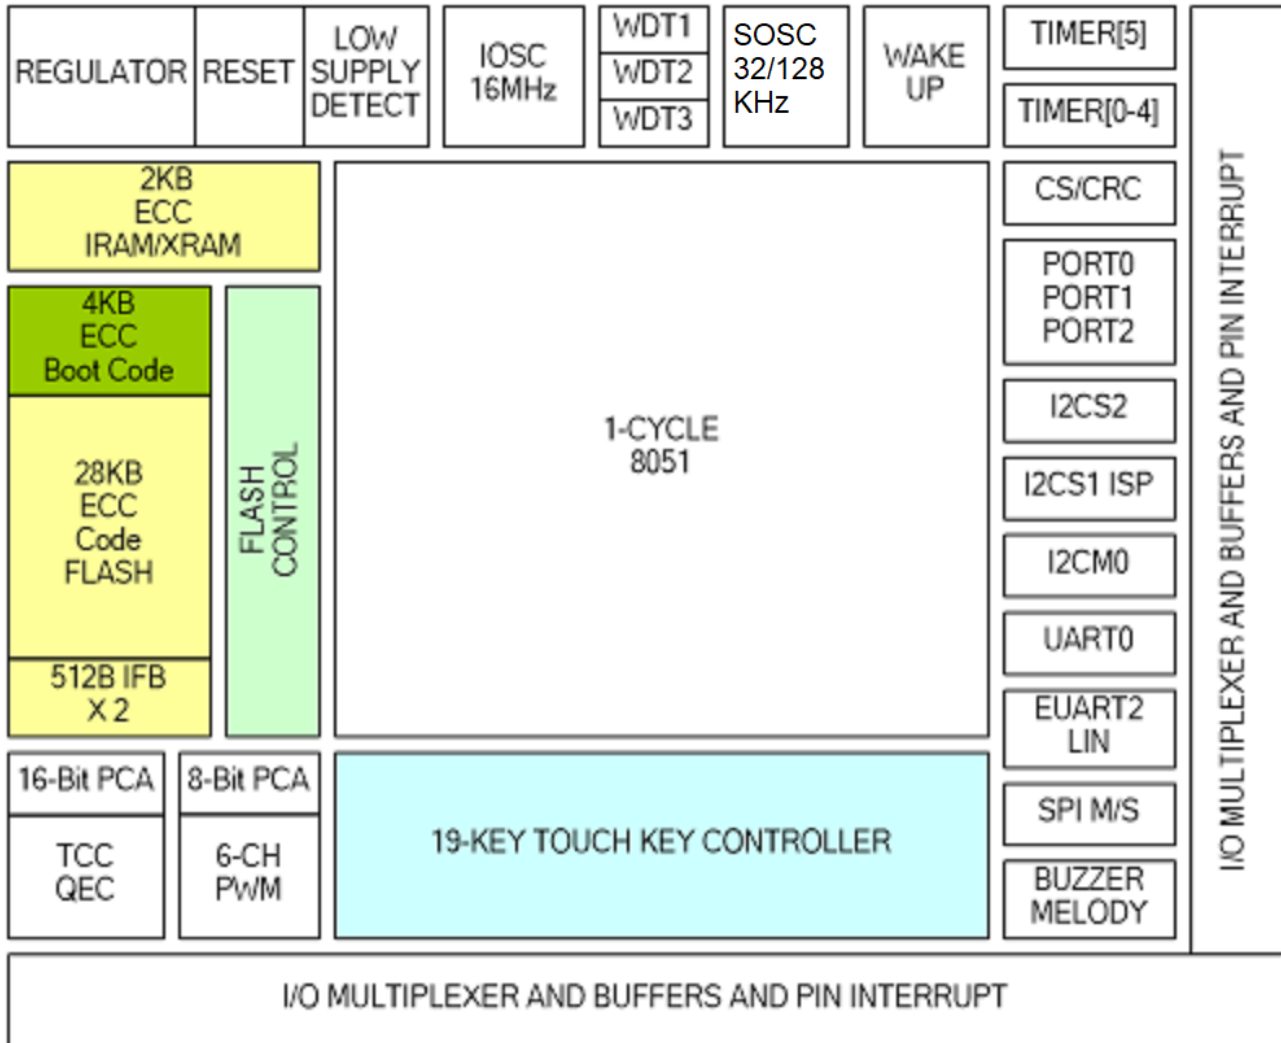 REGULATOR
RESET
LOW
SUPPLY
DETECT
IOSC
16MHz
WDT1
WDT2
WDT3
SOSC
32/128
KHz
WAKE
UP
TIMER[5]
TIMER[0-4]
2KB
ECC
IRAM/XRAM
4KB
ECC
Boot Code
28KB
ECC
Code
FLASH
512B IFB
X 2
FLASH
CONTROL
1-CYCLE
8051
CS/CRC
PORT0
PORT1
PORT2
I2CS2
I2CS1 ISP
I2CM0
UART0
EUART2
LIN
SPI M/S
BUZZER
MELODY
I/O MULTIPLEXER AND BUFFERS AND PIN INTERRUPT
16-Bit PCA
TCC
QEC
8-Bit PCA
6-CH
PWM
19-KEY TOUCH KEY CONTROLLER
I/O MULTIPLEXER AND BUFFERS AND PIN INTERRUPT